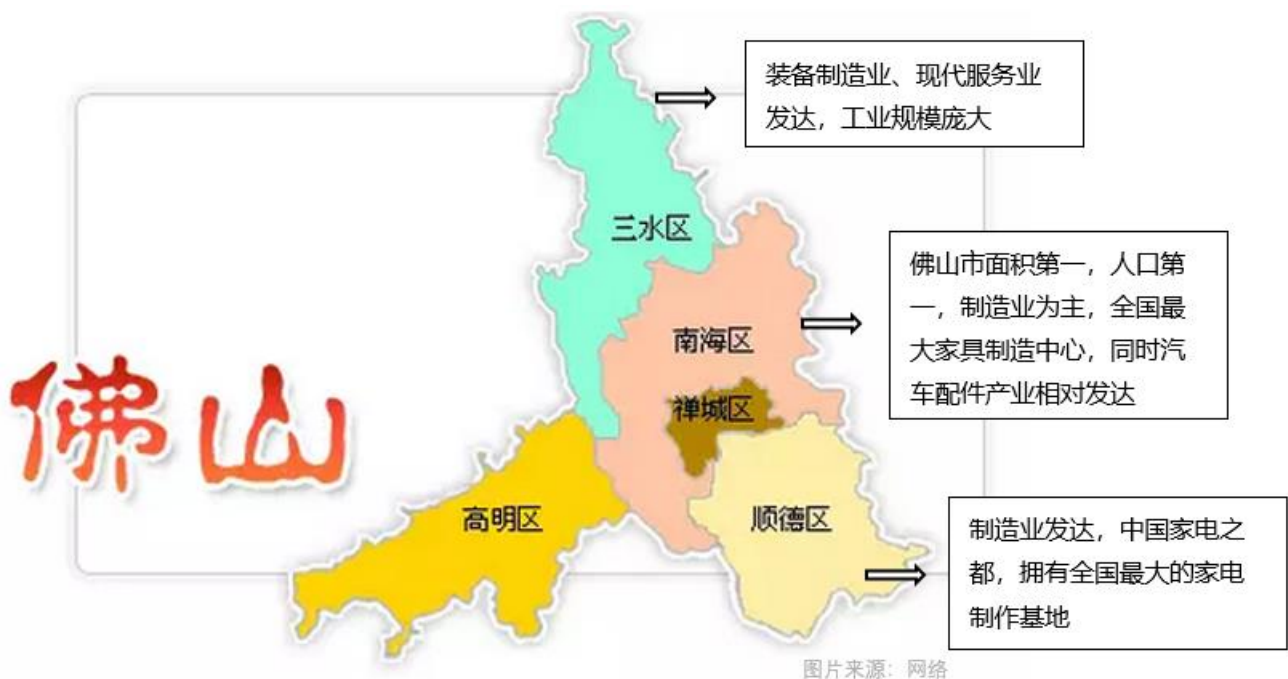 装备制造业、现代服务业
发达，工业规模庞大
三水区
佛山市面积第一，人口第
一，制造业为主，全国最
大家具制造中心，同时汽
车配件产业相对发达
南海区
禅城区
佛山
高明区
顺德区
制造业发达，中国家电之
都，拥有全国最大的家电
制作基地
图片来源：网络